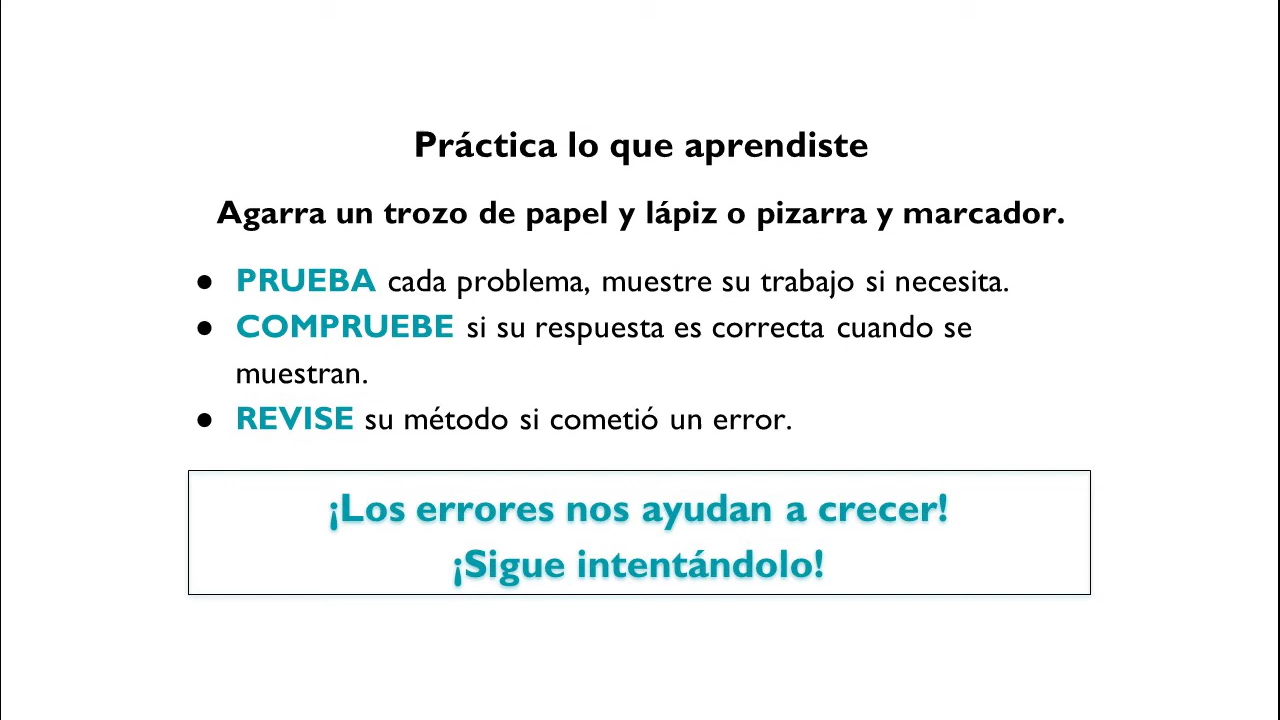 Práctica lo que aprendiste
Agarra un trozo de papel y lápiz o pizarra y marcador.
● PRUEBA cada problema, muestre su trabajo si necesita.
● COMPRUEBE si su respuesta es correcta cuando se
muestran.
● REVISE su método si cometió un error.
¡Los errores nos ayudan a crecer!
¡Sigue intentándolo!